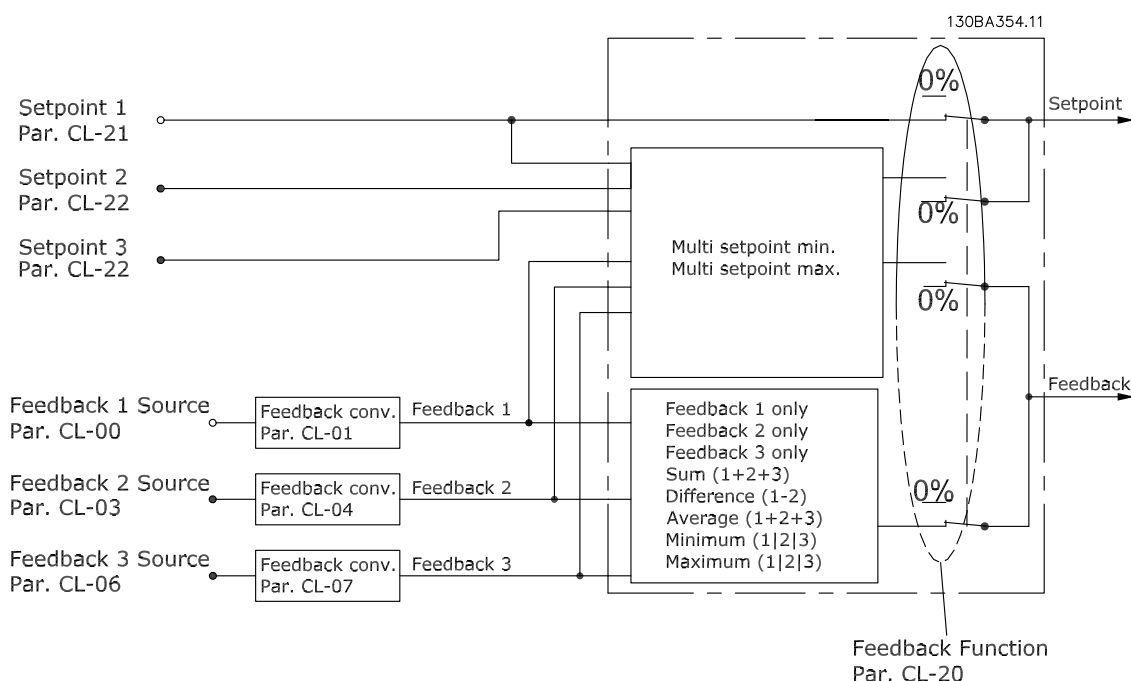 130BA354.11
0%
Setpoint 1
Par. CL-21
Setpoint
Setpoint 2
Par. CL-22
0%
Setpoint 3
Par. CL-22
Multi setpoint min.
Multi setpoint max.
0%
Feedback
Feedback 1 Source
Par. CL-00
Feedback conv.
Par. CL-01
Feedback 1
Feedback 1 only
Feedback 2 only
Feedback 3 only
Sum (1+2+3)
Difference (1-2)
Average (1+2+3)
Minimum (1|2|3)
Maximum (1|2|3)
0%
Feedback 2 Source
Par. CL-03
Feedback conv.
Par. CL-04
Feedback 2
Feedback 3 Source
Par. CL-06
Feedback conv.
Par. CL-07
Feedback 3
Feedback Function
Par. CL-20